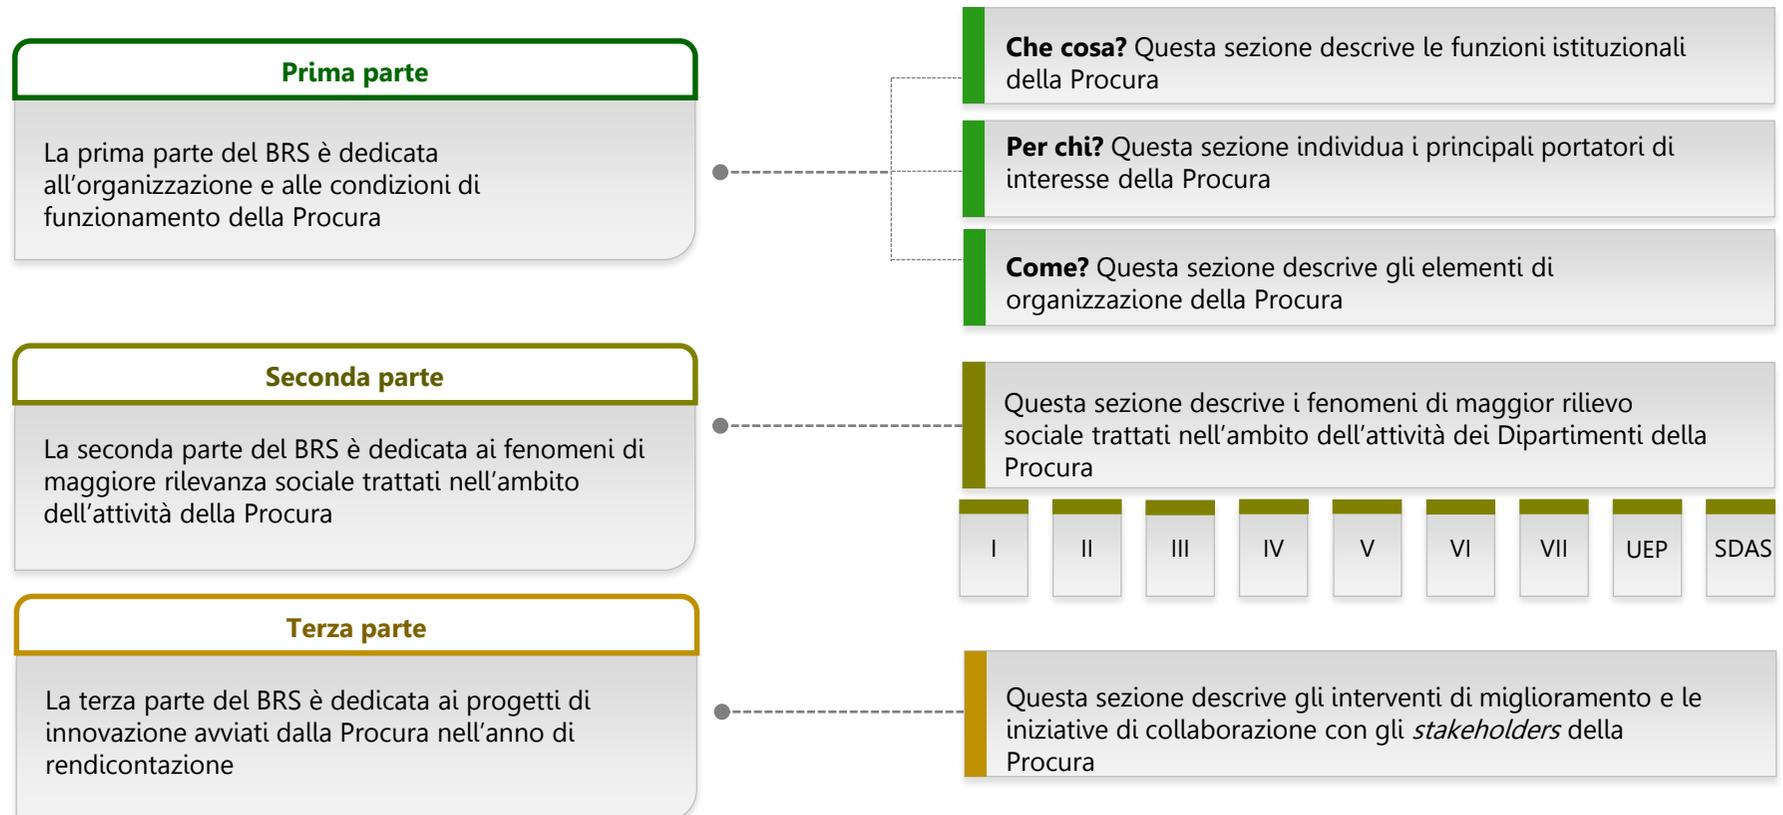 Prima parte
La prima parte del BRS è dedicata
all’organizzazione e alle condizioni di
funzionamento della Procura
Che cosa? Questa sezione descrive le funzioni istituzionali
della Procura
Per chi? Questa sezione individua i principali portatori di
interesse della Procura
Come? Questa sezione descrive gli elementi di
organizzazione della Procura
Seconda parte
La seconda parte del BRS è dedicata ai fenomeni di
maggiore rilevanza sociale trattati nell’ambito
dell’attività della Procura
Questa sezione descrive i fenomeni di maggior rilievo
sociale trattati nell’ambito dell’attività dei Dipartimenti della
Procura
I II III IV V VI VII UEP SDAS
Terza parte
La terza parte del BRS è dedicata ai progetti di
innovazione avviati dalla Procura nell’anno di
rendicontazione
Questa sezione descrive gli interventi di miglioramento e le
iniziative di collaborazione con gli stakeholders della
Procura